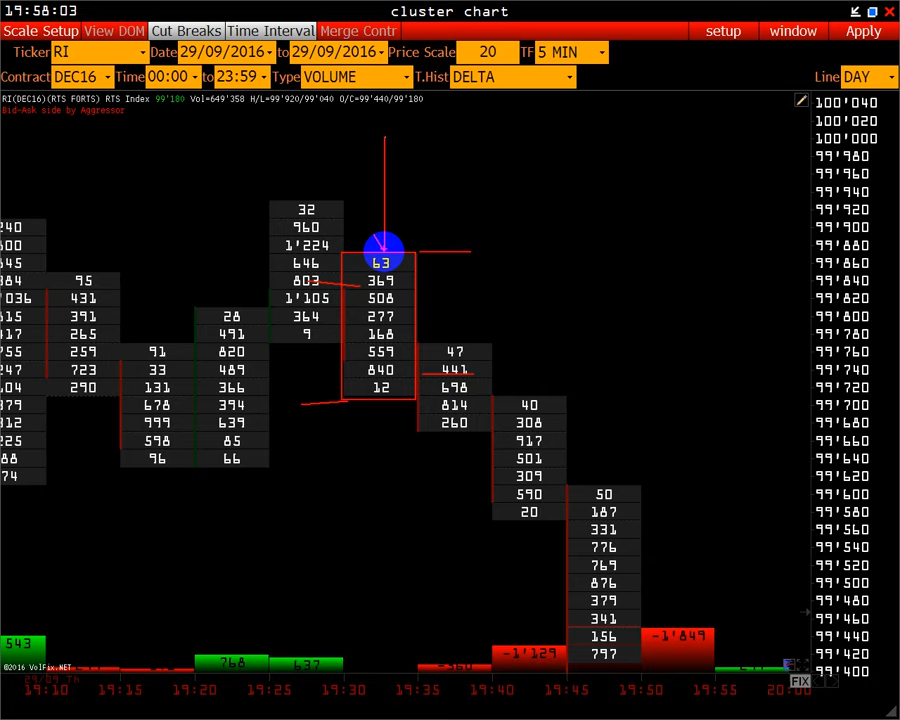 19:58:03 cluster chart
Scale Setup View DOM Cut Breaks Time Interval Merge Contr setup window Apply
Ticker RI Date 29/09/2016 to 29/09/2016 Price Scale 20 TF 5 MIN
Contract DEC16 Time 00:00 to 23:59 Type VOLUME T.Hist DELTA Line DAY
RI(DEC16)(RTS FORTS) RTS Index 99'180 Vol=649'358 H/L=99'920/99'040 O/C=99'440/99'180
Bid-Ask side by Aggressor
100'040
100'020
100'000
99'980
99'960
99'940
32 99'920
240 960 99'900
1'224 99'880
646 63 99'860
95 803 369 99'840
431 1'105 508 99'820
391 28 364 277 99'800
265 491 9 168 99'780
259 91 820 559 47 99'760
723 33 489 840 441 99'740
290 131 366 12 698 99'720
678 394 814 40 99'700
999 639 260 308 99'680
598 85 917 99'660
96 66 501 99'640
309 99'620
590 50 99'600
20 187 99'580
331 99'560
776 99'540
769 99'520
876 99'500
379 99'480
341 99'460
543 156 -1'849 99'440
768 637 -1'129 797 99'420
©2016 VolFix.NET 99'400
29/09 Th FIX
19:10 19:15 19:20 19:25 19:30 19:35 19:40 19:45 19:50 19:55 20:00